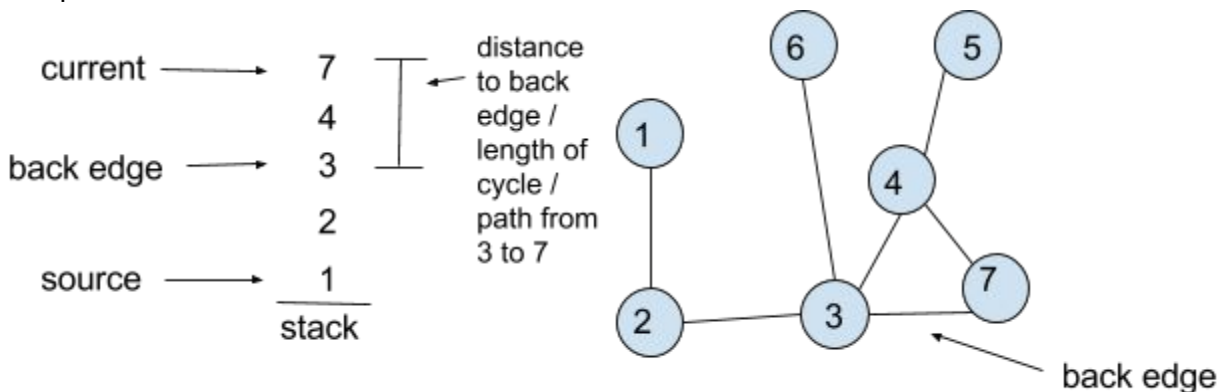 current
7
4
back edge
3
2
source
1
stack
distance
to back
edge /
length of
cycle /
path from
3 to 7
6
5
1
4
7
2
3
back edge